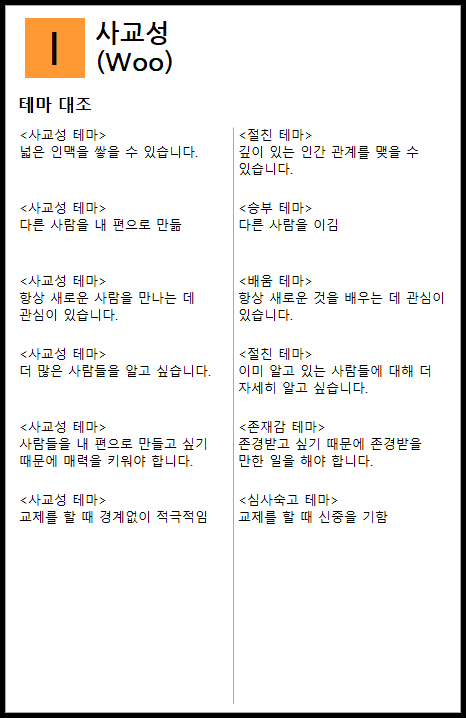 I
사교성
(Woo)
테마 대조
<사교성 테마>
넓은 인맥을 쌓을 수 있습니다.
<절친 테마>
깊이 있는 인간 관계를 맺을 수
있습니다.
<사교성 테마>
다른 사람을 내 편으로 만듦
<승부 테마>
다른 사람을 이김
<사교성 테마>
항상 새로운 사람을 만나는 데
관심이 있습니다.
<배움 테마>
항상 새로운 것을 배우는 데 관심이
있습니다.
<사교성 테마>
더 많은 사람들을 알고 싶습니다.
<절친 테마>
이미 알고 있는 사람들에 대해 더
자세히 알고 싶습니다.
<사교성 테마>
사람들을 내 편으로 만들고 싶기
때문에 매력을 키워야 합니다.
<존재감 테마>
존경받고 싶기 때문에 존경받을
만한 일을 해야 합니다.
<사교성 테마>
교제를 할 때 경계없이 적극적임
<심사숙고 테마>
교제를 할 때 신중을 기함